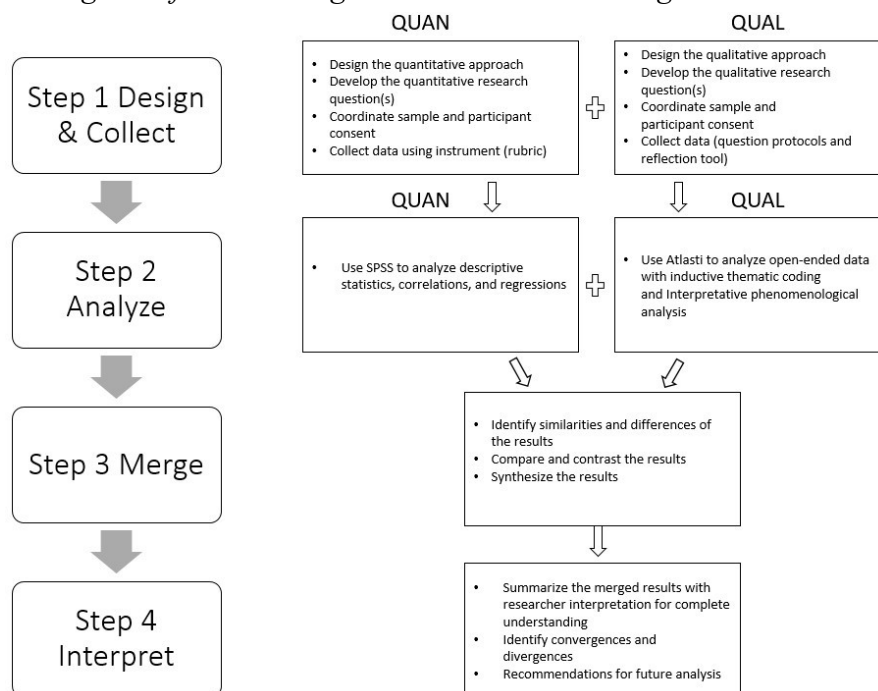 QUAN
QUAL
Step 1 Design
& Collect
• Design the quantitative approach
• Develop the quantitative research
question(s)
• Coordinate sample and participant
consent
• Collect data using instrument (rubric)
• Design the qualitative approach
• Develop the qualitative research
question(s)
• Coordinate sample and
participant consent
• Collect data (question protocols and
reflection tool)
QUAN
QUAL
Step 2
Analyze
• Use SPSS to analyze descriptive
statistics, correlations, and regressions
• Use Atlasti to analyze open-ended data
with inductive thematic coding
and Interpretative phenomenological
analysis
Step 3 Merge
• Identify similarities and differences of
the results
• Compare and contrast the results
• Synthesize the results
Step 4
Interpret
• Summarize the merged results with
researcher interpretation for complete
understanding
• Identify convergences and
divergences
• Recommendations for future analysis